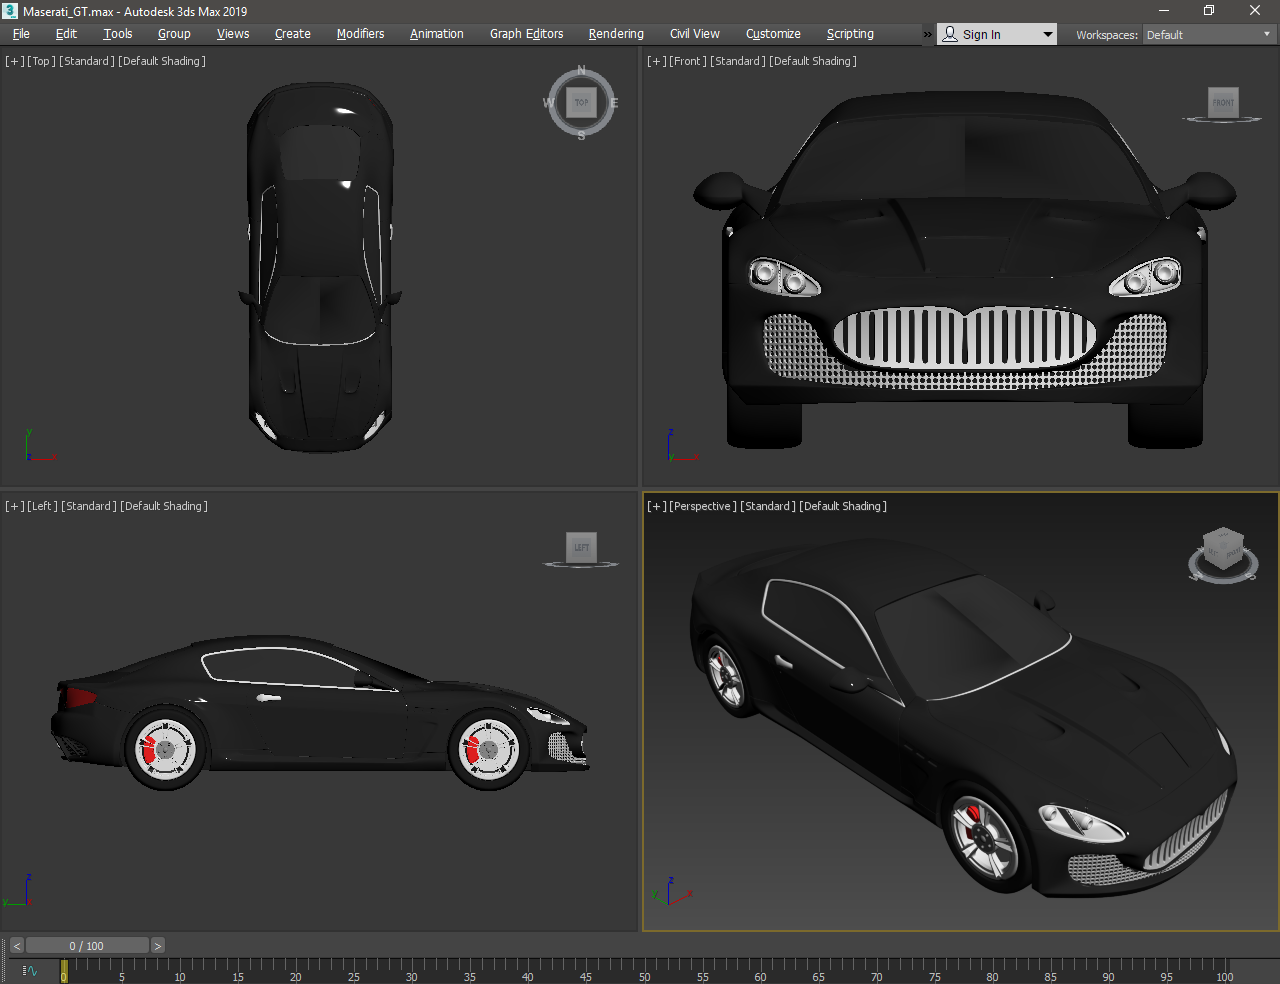 Maserati_GT.max - Autodesk 3ds Max 2019
File Edit Tools Group Views Create Modifiers Animation Graph Editors Rendering Civil View Customize Scripting » Sign In Workspaces: Default
[+] [Top] [Standard] [Default Shading]
N
W TOP E
S
y
z x
[+] [Front] [Standard] [Default Shading]
FRONT
z
y x
[+] [Left] [Standard] [Default Shading]
LEFT
z
y x
[+] [Perspective] [Standard] [Default Shading]
z
y x
< 0 / 100 >
0 5 10 15 20 25 30 35 40 45 50 55 60 65 70 75 80 85 90 95 100